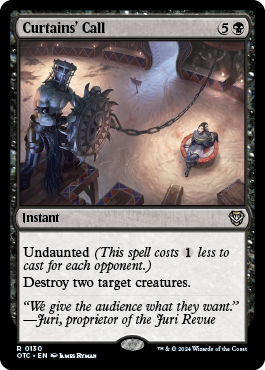 Curtains' Call 5
Instant
Undaunted (This spell costs 1 less to
cast for each opponent.)
Destroy two target creatures.
"We give the audience what they want."
—Juri, proprietor of the Juri Revue
R 0130
OTC • EN James Ryman
™ & © 2024 Wizards of the Coast